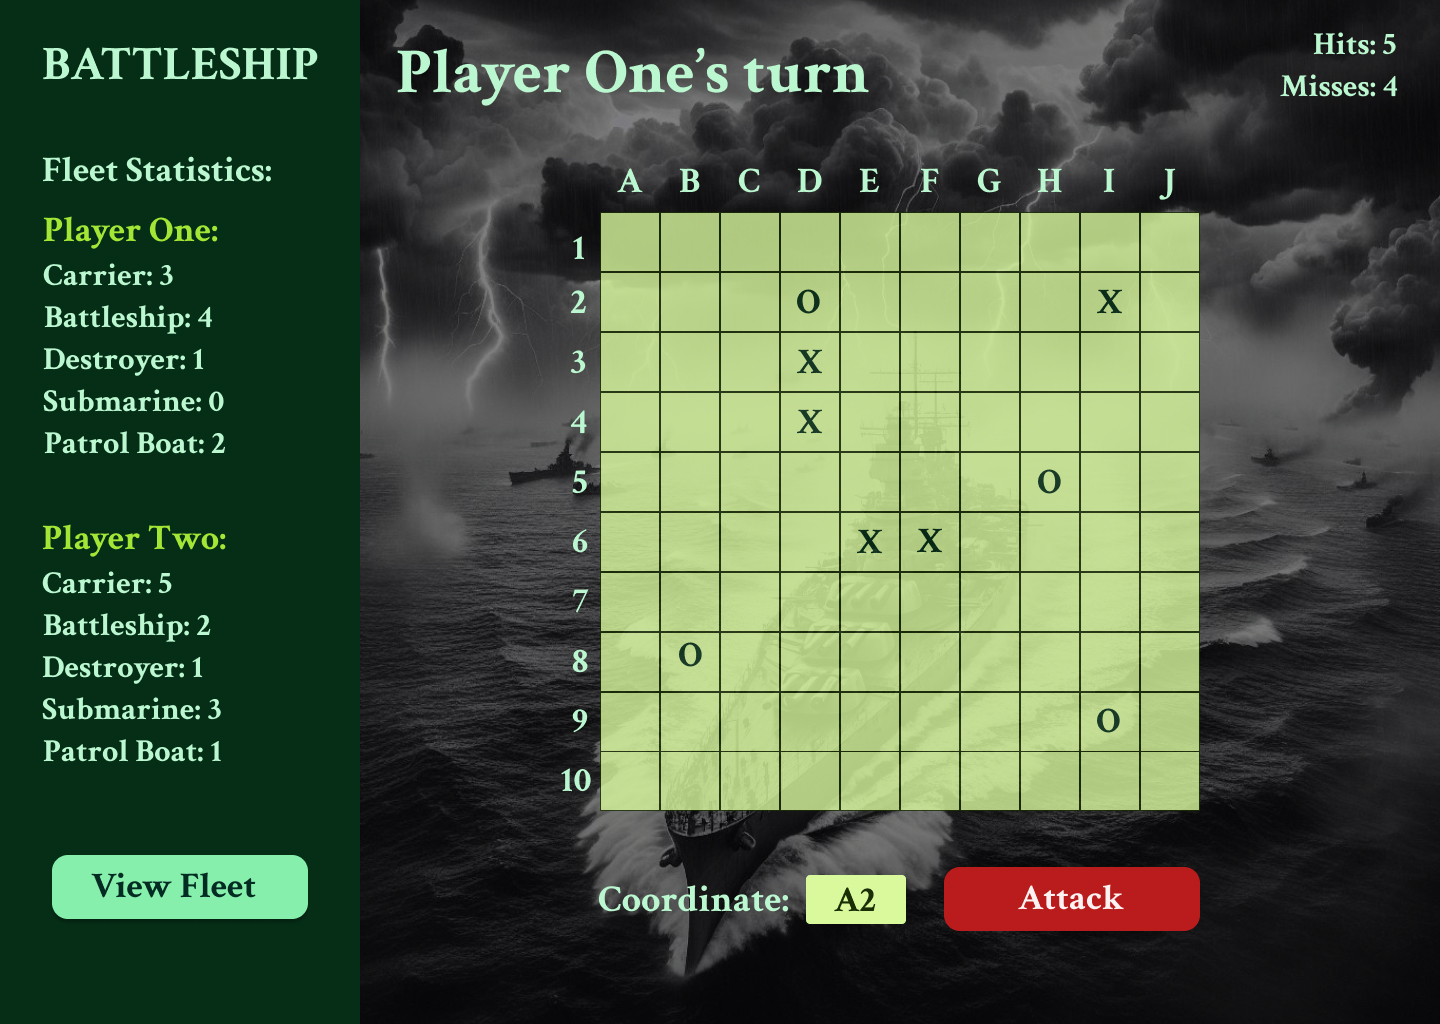 BATTLESHIP
Fleet Statistics:
Player One:
Carrier: 3
Battleship: 4
Destroyer: 1
Submarine: 0
Patrol Boat: 2
Player Two:
Carrier: 5
Battleship: 2
Destroyer: 1
Submarine: 3
Patrol Boat: 1
View Fleet
Player One’s turn
Hits: 5
Misses: 4
A B C D E F G H I J
1
2 O X
3 X
4 X
5 O
6 X X
7
8 O
9 O
10
Coordinate: A2 Attack